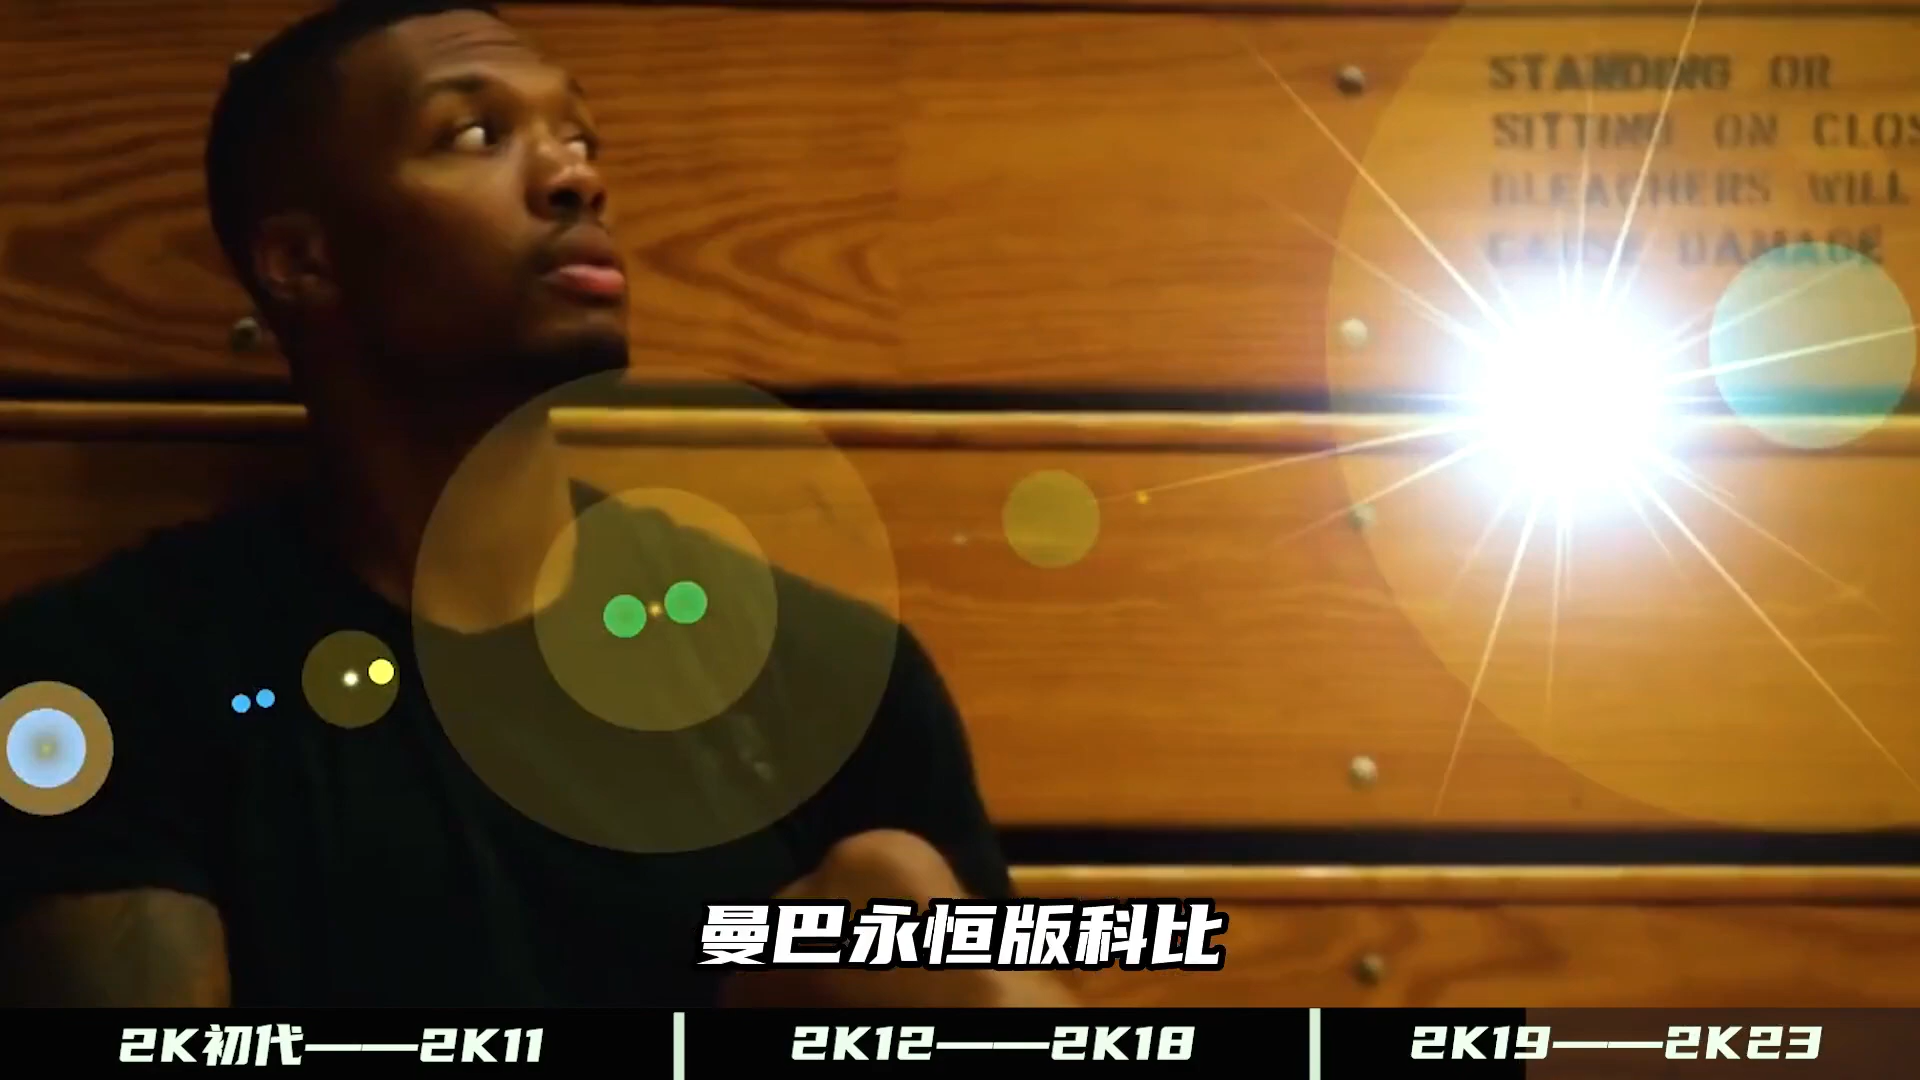 STANDING OR
SITTING ON CLOS
BLEACHERS WILL
CAUSE DAMAGE
曼巴永恒版科比
2K初代——2K11
2K12——2K18
2K19——2K23